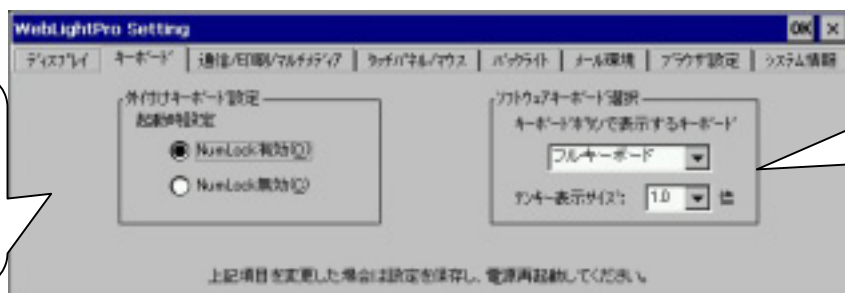 WebLightPro Setting OK ×
ディスプレイ キーボード 通信/印刷/マルチメディア タッチパネル/マウス バックライト メール環境 ブラウザ設定 システム情報
外付けキーボード設定
起動時設定
NumLock有効(Q)
NumLock無効(Q)
ソフトウェアキーボード選択
キーボードボタンで表示するキーボード
フルキーボード
テンキー表示サイズ: 1.0 倍
上記項目を変更した場合は設定を保存し、電源再起動してください。